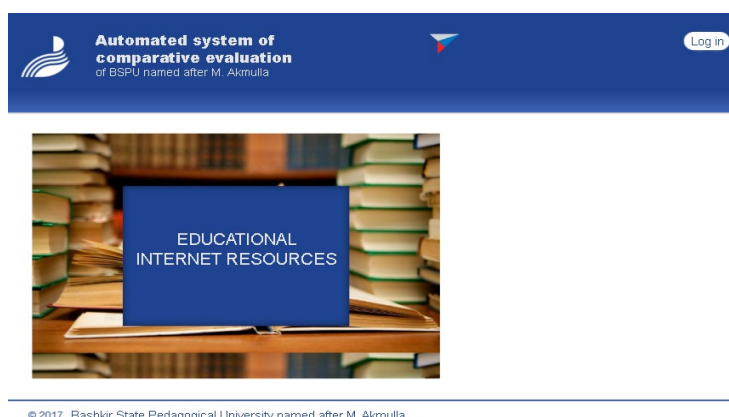 Automated system of
comparative evaluation
of BSPU named after M. Akmulla
Log in
EDUCATIONAL
INTERNET RESOURCES
© 2017 Bashkir State Pedagogical University named after M. Akmulla